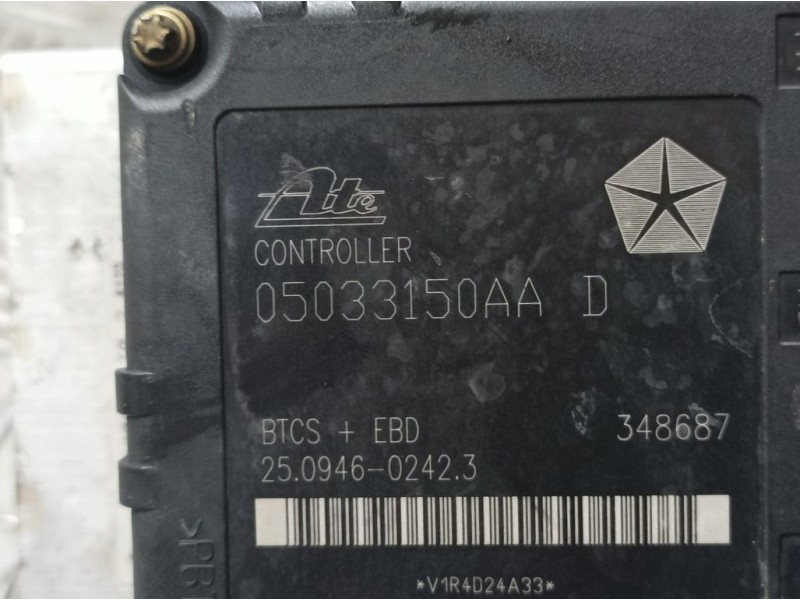 Ate
CONTROLLER
05033150AA D
BTCS + EBD 348687
25.0946-0242.3
*V1R4D24A33*